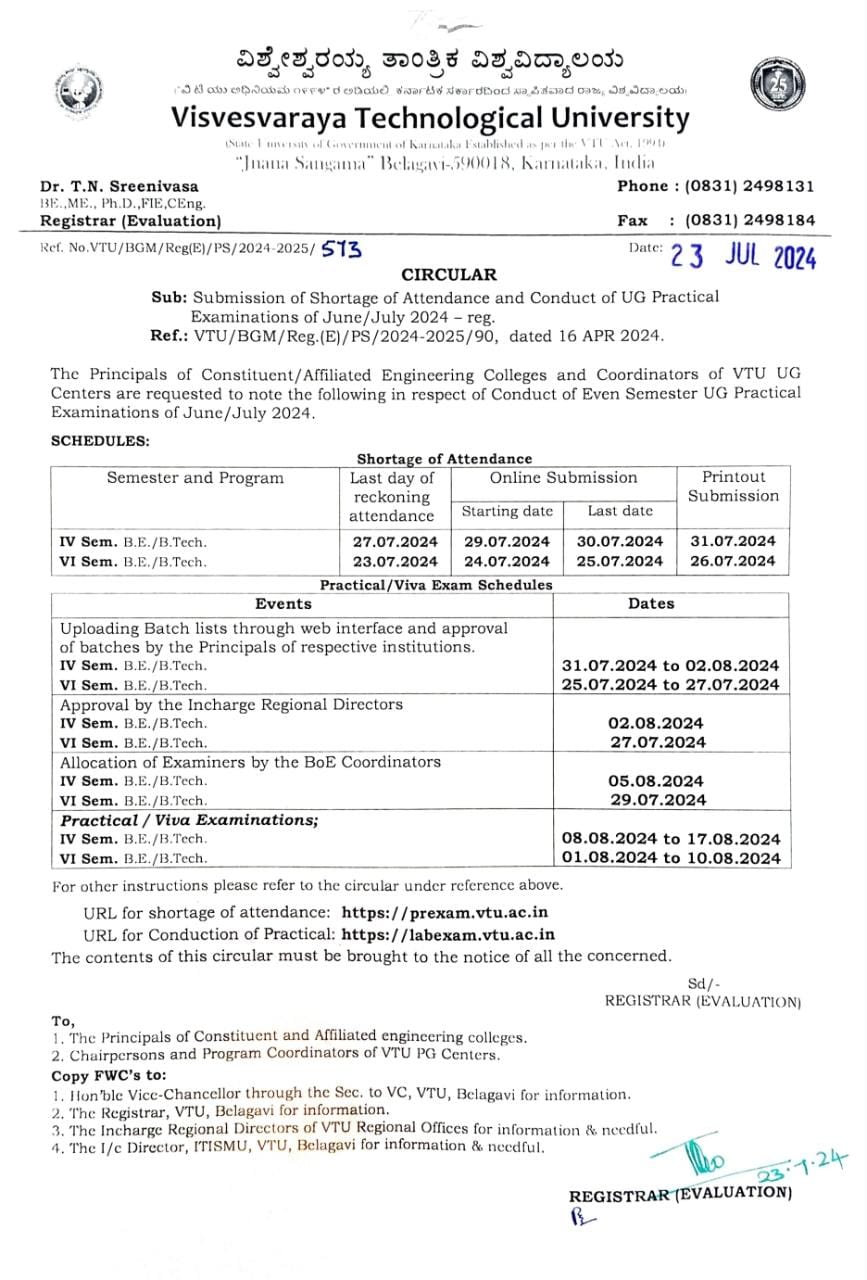 ವಿಶ್ವೇಶ್ವರಯ್ಯ ತಾಂತ್ರಿಕ ವಿಶ್ವವಿದ್ಯಾಲಯ
"ವಿ ಟಿ ಯು ಅಧಿನಿಯಮ ೧೯೯೪" ರ ಅಡಿಯಲ್ಲಿ ಕರ್ನಾಟಕ ಸರ್ಕಾರದಿಂದ ಸ್ಥಾಪಿತವಾದ ರಾಜ್ಯ ವಿಶ್ವವಿದ್ಯಾಲಯ
Visvesvaraya Technological University
(State University of Government of Karnataka Established as per the VTU Act, 1994)
"Jnana Sangama" Belagavi-590018, Karnataka, India
Dr. T.N. Sreenivasa Phone : (0831) 2498131
BE.,ME., Ph.D.,FIE,CEng.
Registrar (Evaluation) Fax : (0831) 2498184
Ref. No.VTU/BGM/Reg(E)/PS/2024-2025/ 573 Date: 23 JUL 2024
CIRCULAR
Sub: Submission of Shortage of Attendance and Conduct of UG Practical
Examinations of June/July 2024 – reg.
Ref.: VTU/BGM/Reg.(E)/PS/2024-2025/90, dated 16 APR 2024.
The Principals of Constituent/Affiliated Engineering Colleges and Coordinators of VTU UG
Centers are requested to note the following in respect of Conduct of Even Semester UG Practical
Examinations of June/July 2024.
SCHEDULES:
Shortage of Attendance
Semester and Program Last day of reckoning attendance Online Submission Printout Submission
Starting date Last date
IV Sem. B.E./B.Tech. 27.07.2024 29.07.2024 30.07.2024 31.07.2024
VI Sem. B.E./B.Tech. 23.07.2024 24.07.2024 25.07.2024 26.07.2024
Practical/Viva Exam Schedules
Events Dates
Uploading Batch lists through web interface and approval
of batches by the Principals of respective institutions.
IV Sem. B.E./B.Tech. 31.07.2024 to 02.08.2024
VI Sem. B.E./B.Tech. 25.07.2024 to 27.07.2024
Approval by the Incharge Regional Directors
IV Sem. B.E./B.Tech. 02.08.2024
VI Sem. B.E./B.Tech. 27.07.2024
Allocation of Examiners by the BoE Coordinators
IV Sem. B.E./B.Tech. 05.08.2024
VI Sem. B.E./B.Tech. 29.07.2024
Practical / Viva Examinations;
IV Sem. B.E./B.Tech. 08.08.2024 to 17.08.2024
VI Sem. B.E./B.Tech. 01.08.2024 to 10.08.2024
For other instructions please refer to the circular under reference above.
URL for shortage of attendance: https://prexam.vtu.ac.in
URL for Conduction of Practical: https://labexam.vtu.ac.in
The contents of this circular must be brought to the notice of all the concerned.
Sd/-
REGISTRAR (EVALUATION)
To,
1. The Principals of Constituent and Affiliated engineering colleges.
2. Chairpersons and Program Coordinators of VTU PG Centers.
Copy FWC's to:
1. Hon'ble Vice-Chancellor through the Sec. to VC, VTU, Belagavi for information.
2. The Registrar, VTU, Belagavi for information.
3. The Incharge Regional Directors of VTU Regional Offices for information & needful.
4. The I/c Director, ITISMU, VTU, Belagavi for information & needful.
23.7.24
REGISTRAR (EVALUATION)